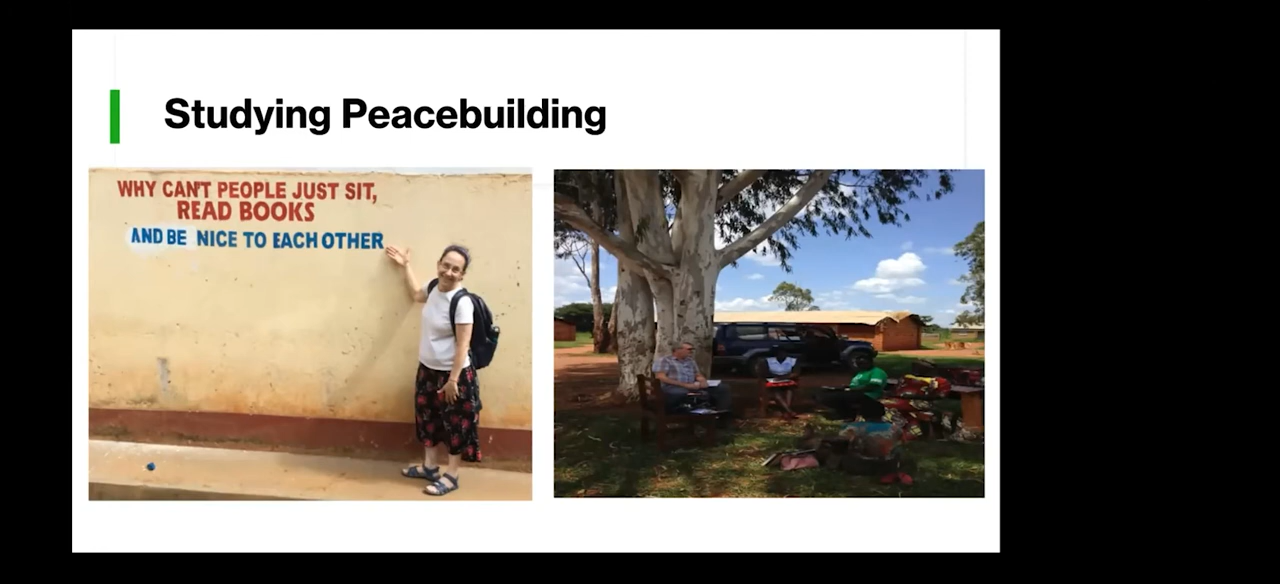 Studying Peacebuilding
WHY CAN'T PEOPLE JUST SIT,
READ BOOKS
AND BE NICE TO EACH OTHER